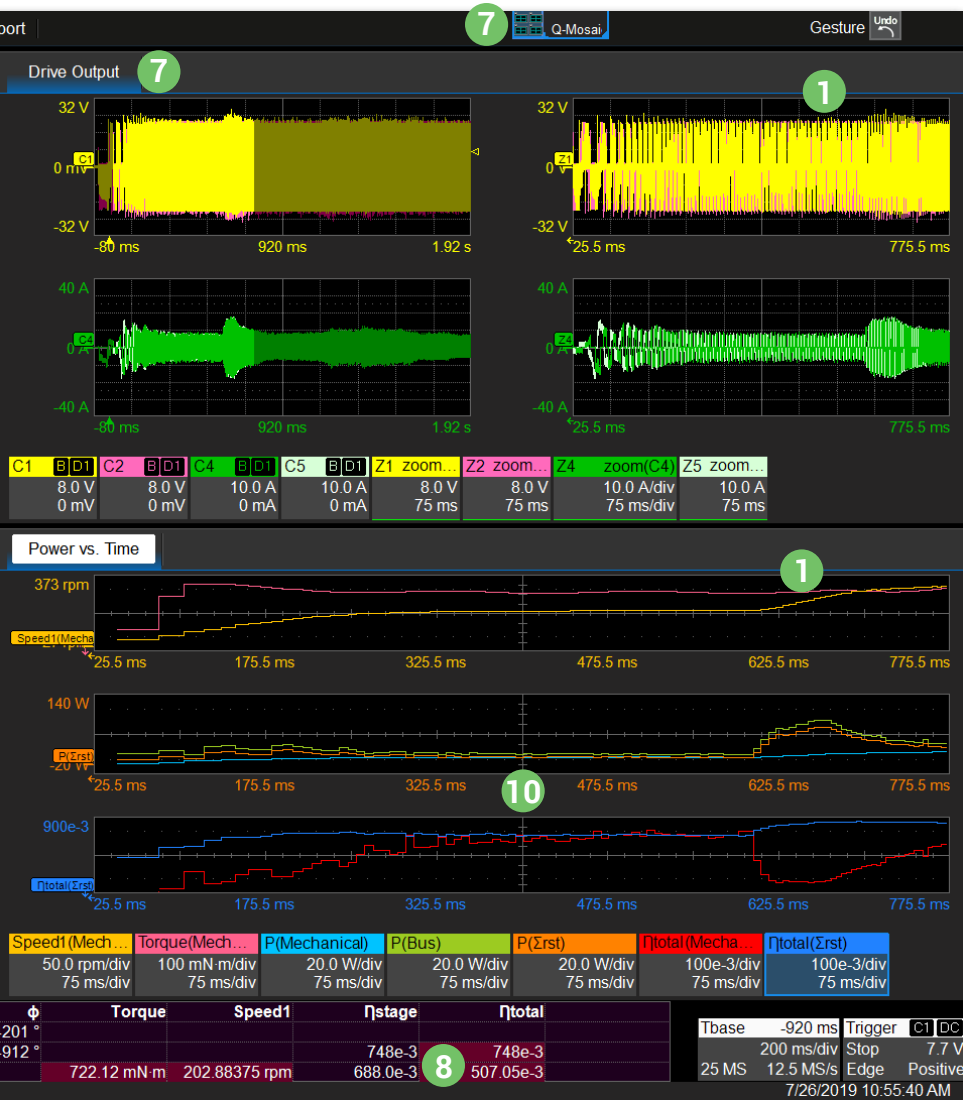 port
7
Q-Mosai
Gesture
Undo
Drive Output
7
1
32 V
C1
0 mV
-32 V
-80 ms
920 ms
1.92 s
32 V
Z1
0 V
-32 V
25.5 ms
775.5 ms
40 A
C4
0 A
-40 A
-80 ms
920 ms
1.92 s
40 A
Z4
0 A
-40 A
25.5 ms
775.5 ms
C1 B D1 C2 B D1 C4 B D1 C5 B D1 Z1 zoom... Z2 zoom... Z4 zoom(C4) Z5 zoom...
8.0 V 8.0 V 10.0 A 10.0 A 8.0 V 8.0 V 10.0 A/div 10.0 A
0 mV 0 mV 0 mA 0 mA 75 ms 75 ms 75 ms/div 75 ms
Power vs. Time
1
373 rpm
Speed1(Mecha
25.5 ms 175.5 ms 325.5 ms 475.5 ms 625.5 ms 775.5 ms
140 W
P(Σrst)
-20 W
25.5 ms 175.5 ms 325.5 ms 475.5 ms 625.5 ms 775.5 ms
10
900e-3
ηtotal(Σrst)
25.5 ms 175.5 ms 325.5 ms 475.5 ms 625.5 ms 775.5 ms
Speed1(Mech... Torque(Mech... P(Mechanical) P(Bus) P(Σrst) ηtotal(Mecha... ηtotal(Σrst)
50.0 rpm/div 100 mN·m/div 20.0 W/div 20.0 W/div 20.0 W/div 100e-3/div 100e-3/div
75 ms/div 75 ms/div 75 ms/div 75 ms/div 75 ms/div 75 ms/div 75 ms/div
ϕ Torque Speed1 ηstage ηtotal
201 °
912 ° 748e-3 748e-3
722.12 mN·m 202.88375 rpm 688.0e-3 507.05e-3
8
Tbase -920 ms Trigger C1 DC
200 ms/div Stop 7.7 V
25 MS 12.5 MS/s Edge Positive
7/26/2019 10:55:40 AM